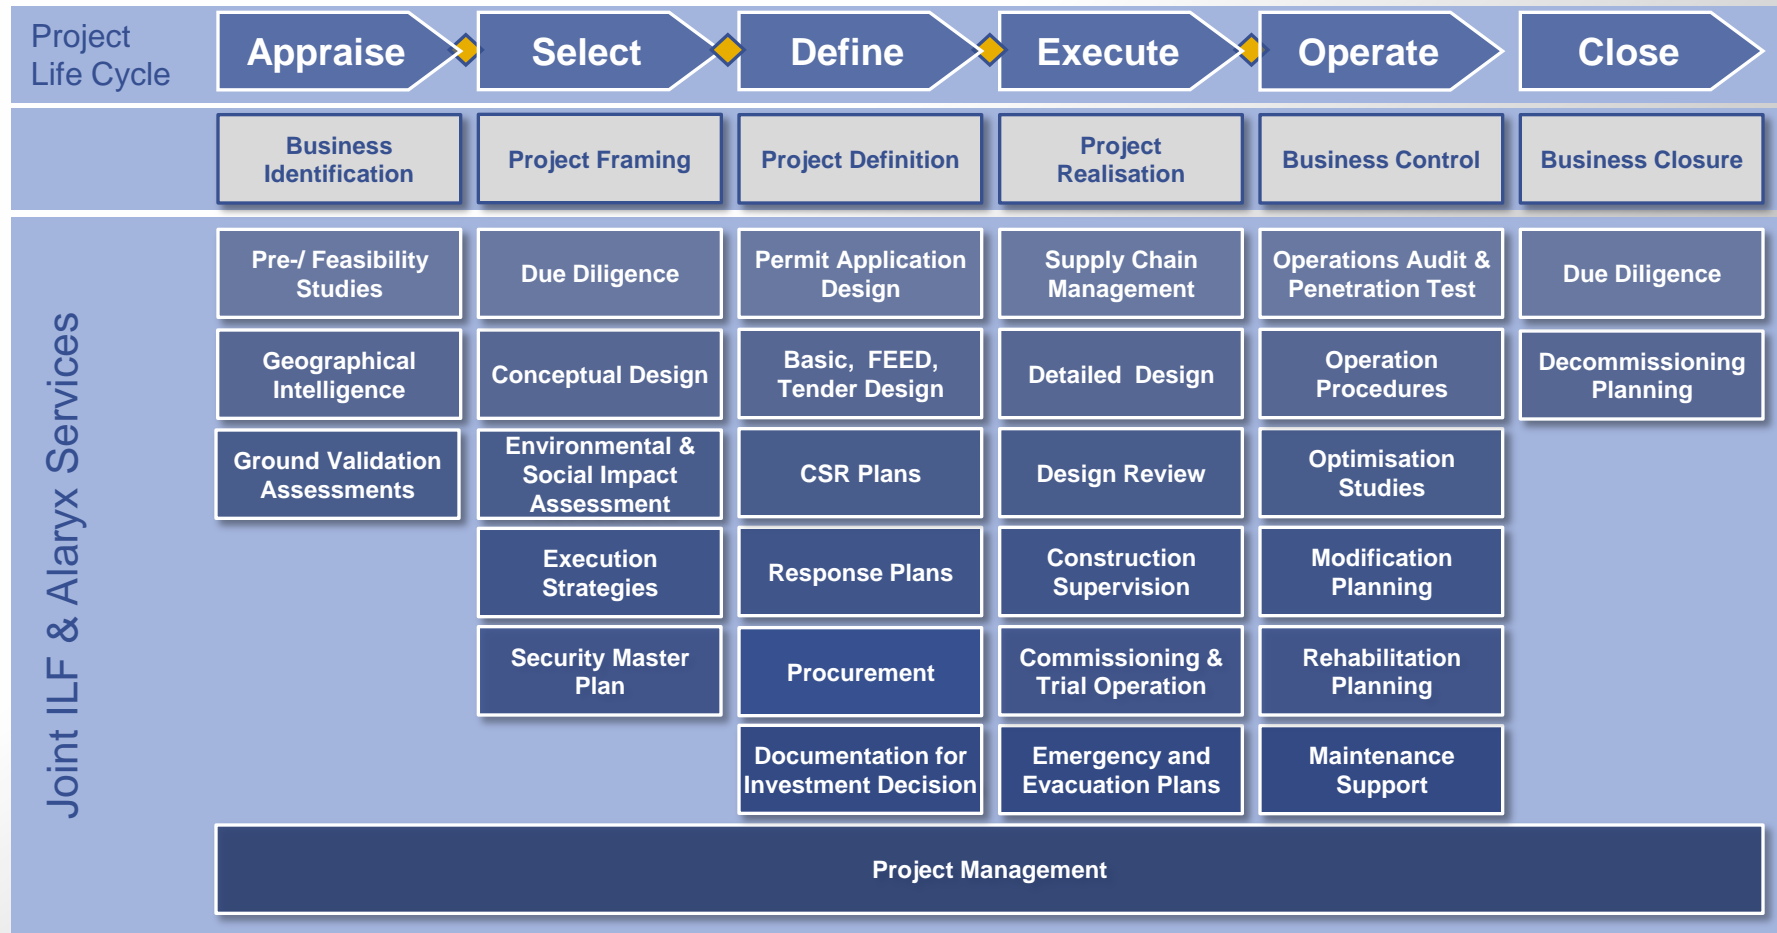 Project
Life Cycle
Appraise
Select
Define
Execute
Operate
Close
Business
Identification
Project Framing
Project Definition
Project
Realisation
Business Control
Business Closure
Joint ILF & Alaryx Services
Pre-/ Feasibility
Studies
Due Diligence
Permit Application
Design
Supply Chain
Management
Operations Audit &
Penetration Test
Due Diligence
Geographical
Intelligence
Conceptual Design
Basic, FEED,
Tender Design
Detailed Design
Operation
Procedures
Decommissioning
Planning
Ground Validation
Assessments
Environmental &
Social Impact
Assessment
CSR Plans
Design Review
Optimisation
Studies
Execution
Strategies
Response Plans
Construction
Supervision
Modification
Planning
Security Master
Plan
Procurement
Commissioning &
Trial Operation
Rehabilitation
Planning
Documentation for
Investment Decision
Emergency and
Evacuation Plans
Maintenance
Support
Project Management